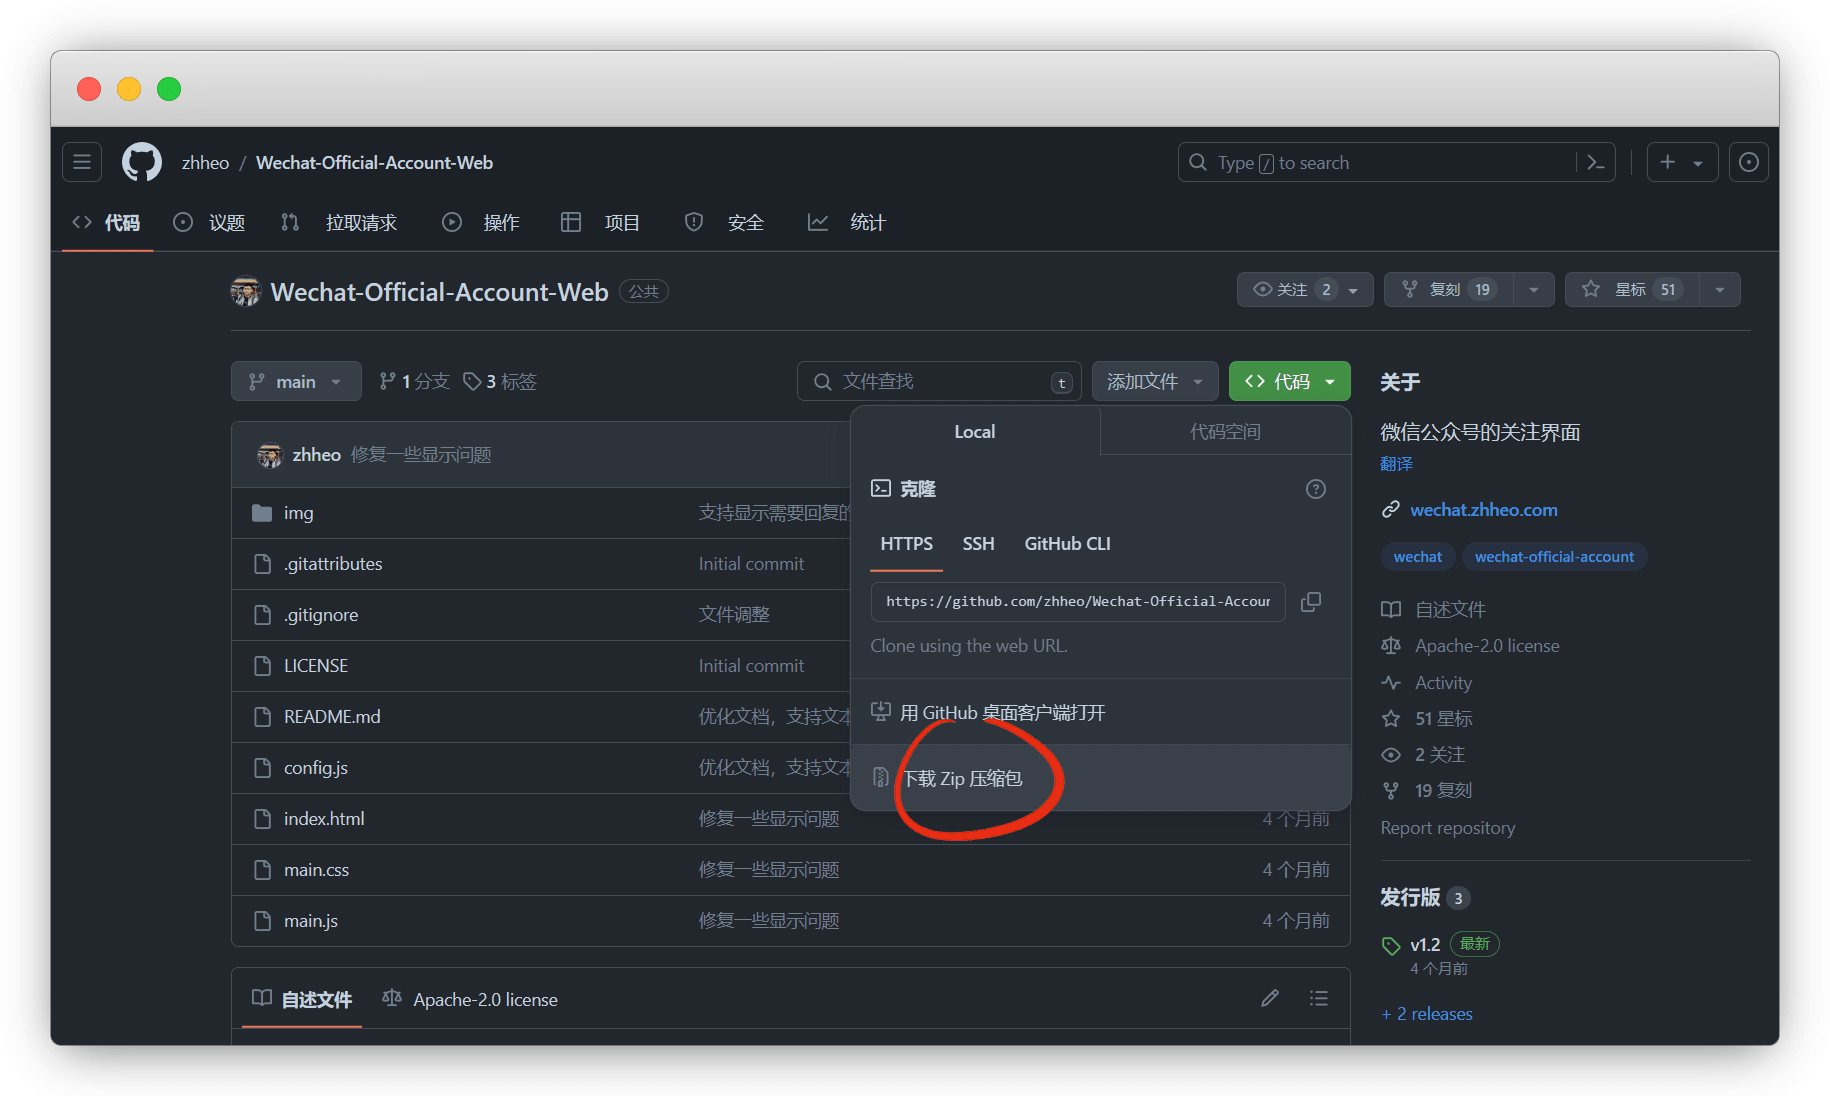 zhheo / Wechat-Official-Account-Web
Type / to search
代码 议题 拉取请求 操作 项目 安全 统计
Wechat-Official-Account-Web 公共
关注 2 复刻 19 星标 51
main 1 分支 3 标签
文件查找 t 添加文件 代码
Local 代码空间
克隆
HTTPS SSH GitHub CLI
https://github.com/zhheo/Wechat-Official-Accour
Clone using the web URL.
用 GitHub 桌面客户端打开
下载 Zip 压缩包
zhheo 修复一些显示问题
img 支持显示需要回复的
.gitattributes Initial commit
.gitignore 文件调整
LICENSE Initial commit
README.md 优化文档，支持文本
config.js 优化文档，支持文本
index.html 修复一些显示问题 4 个月前
main.css 修复一些显示问题 4 个月前
main.js 修复一些显示问题 4 个月前
自述文件 Apache-2.0 license
关于
微信公众号的关注界面
翻译
wechat.zhheo.com
wechat wechat-official-account
自述文件
Apache-2.0 license
Activity
51 星标
2 关注
19 复刻
Report repository
发行版 3
v1.2 最新
4 个月前
+ 2 releases